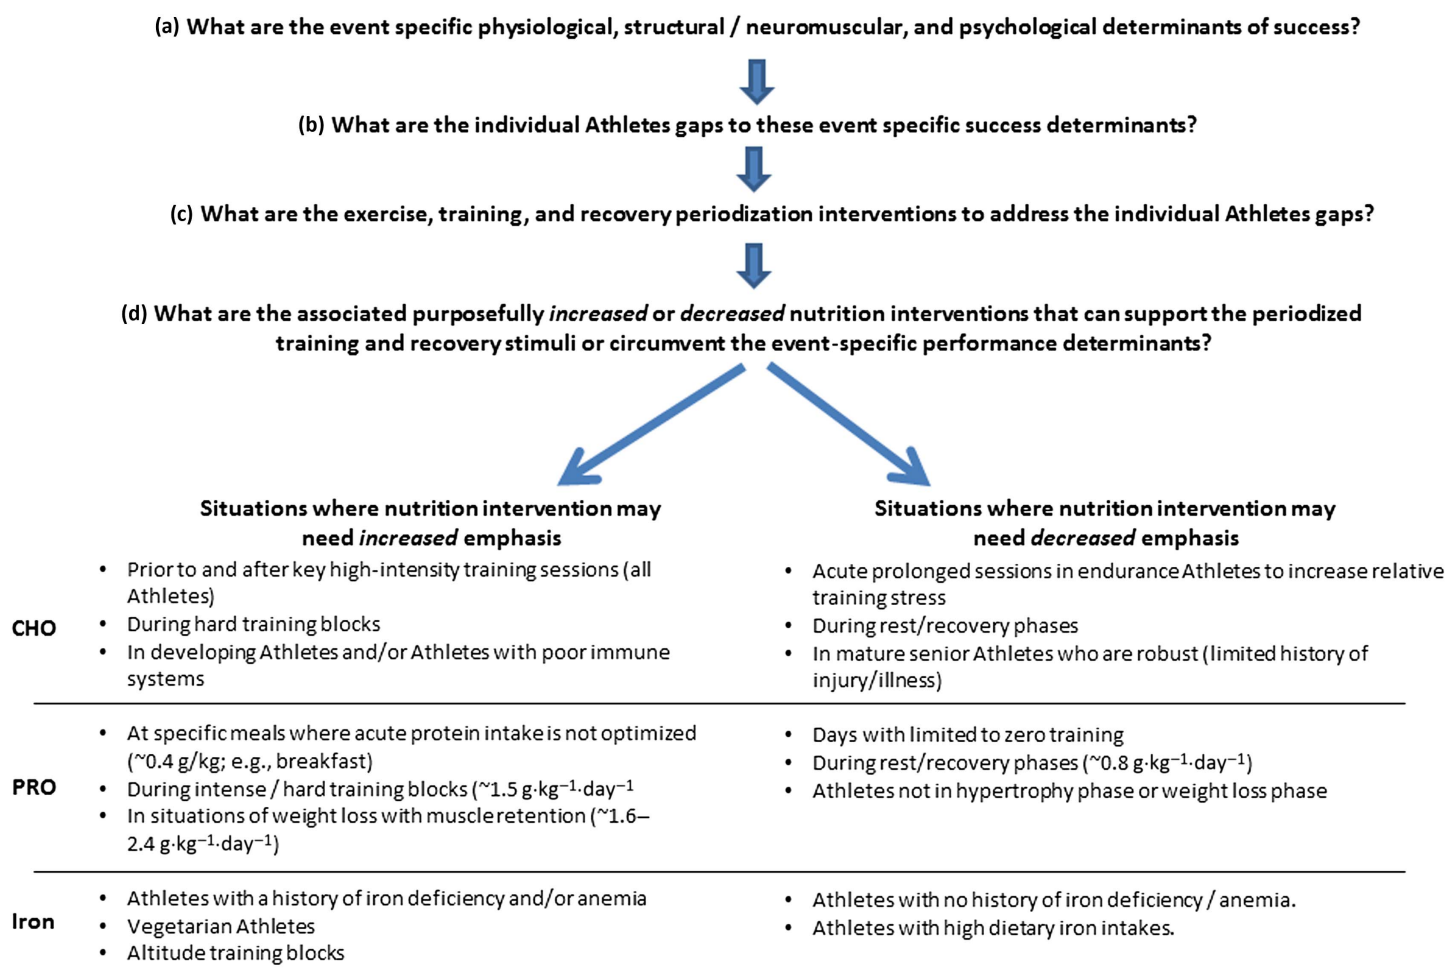 (a) What are the event specific physiological, structural / neuromuscular, and psychological determinants of success?
(b) What are the individual Athletes gaps to these event specific success determinants?
(c) What are the exercise, training, and recovery periodization interventions to address the individual Athletes gaps?
(d) What are the associated purposefully increased or decreased nutrition interventions that can support the periodized
training and recovery stimuli or circumvent the event-specific performance determinants?
Situations where nutrition intervention may
need increased emphasis
Situations where nutrition intervention may
need decreased emphasis
CHO
• Prior to and after key high-intensity training sessions (all
Athletes)
• During hard training blocks
• In developing Athletes and/or Athletes with poor immune
systems
• Acute prolonged sessions in endurance Athletes to increase relative
training stress
• During rest/recovery phases
• In mature senior Athletes who are robust (limited history of
injury/illness)
PRO
• At specific meals where acute protein intake is not optimized
(~0.4 g/kg; e.g., breakfast)
• During intense / hard training blocks (~1.5 g·kg⁻¹·day⁻¹
• In situations of weight loss with muscle retention (~1.6–
2.4 g·kg⁻¹·day⁻¹)
• Days with limited to zero training
• During rest/recovery phases (~0.8 g·kg⁻¹·day⁻¹)
• Athletes not in hypertrophy phase or weight loss phase
Iron
• Athletes with a history of iron deficiency and/or anemia
• Vegetarian Athletes
• Altitude training blocks
• Athletes with no history of iron deficiency / anemia.
• Athletes with high dietary iron intakes.